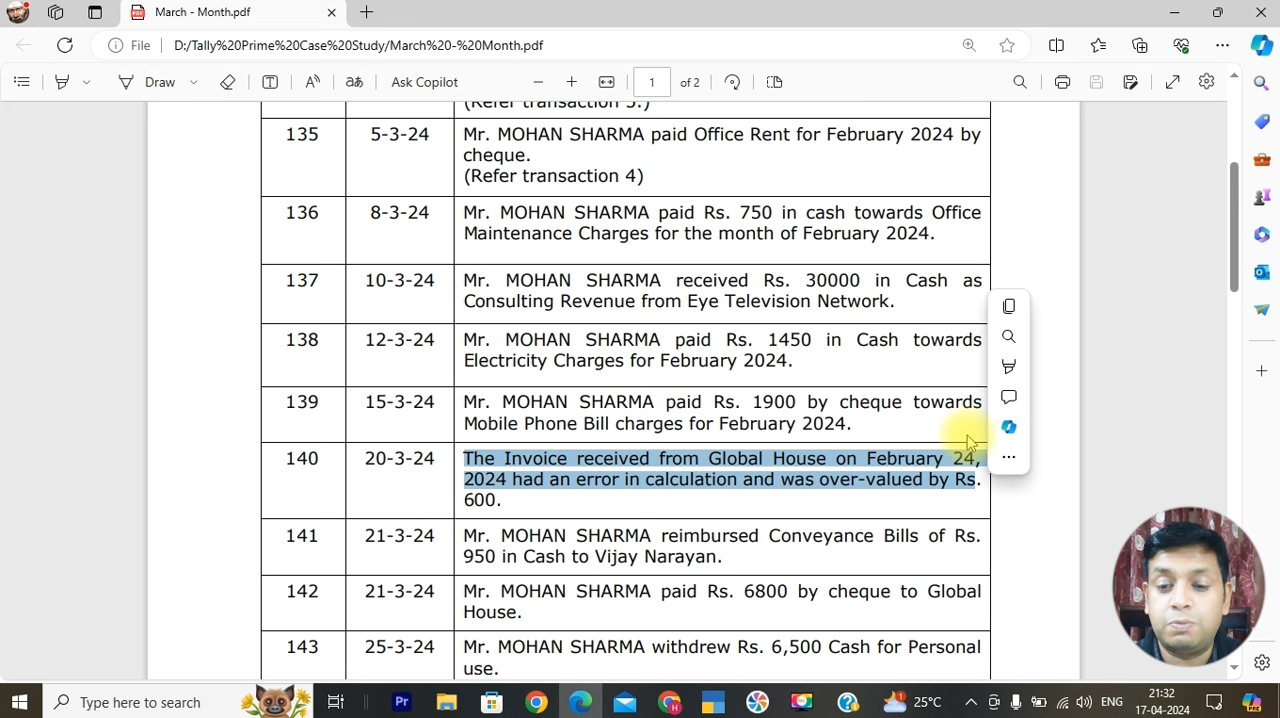 March - Month.pdf
File
D:/Tally%20Prime%20Case%20Study/March%20-%20Month.pdf
Draw
Ask Copilot
1
of 2
(Refer transaction 3.)
135
5-3-24
Mr. MOHAN SHARMA paid Office Rent for February 2024 by
cheque.
(Refer transaction 4)
136
8-3-24
Mr. MOHAN SHARMA paid Rs. 750 in cash towards Office
Maintenance Charges for the month of February 2024.
137
10-3-24
Mr. MOHAN SHARMA received Rs. 30000 in Cash as
Consulting Revenue from Eye Television Network.
138
12-3-24
Mr. MOHAN SHARMA paid Rs. 1450 in Cash towards
Electricity Charges for February 2024.
139
15-3-24
Mr. MOHAN SHARMA paid Rs. 1900 by cheque towards
Mobile Phone Bill charges for February 2024.
140
20-3-24
The Invoice received from Global House on February 24,
2024 had an error in calculation and was over-valued by Rs.
600.
141
21-3-24
Mr. MOHAN SHARMA reimbursed Conveyance Bills of Rs.
950 in Cash to Vijay Narayan.
142
21-3-24
Mr. MOHAN SHARMA paid Rs. 6800 by cheque to Global
House.
143
25-3-24
Mr. MOHAN SHARMA withdrew Rs. 6,500 Cash for Personal
use.
Type here to search
Pr
25°C
ENG
21:32
17-04-2024